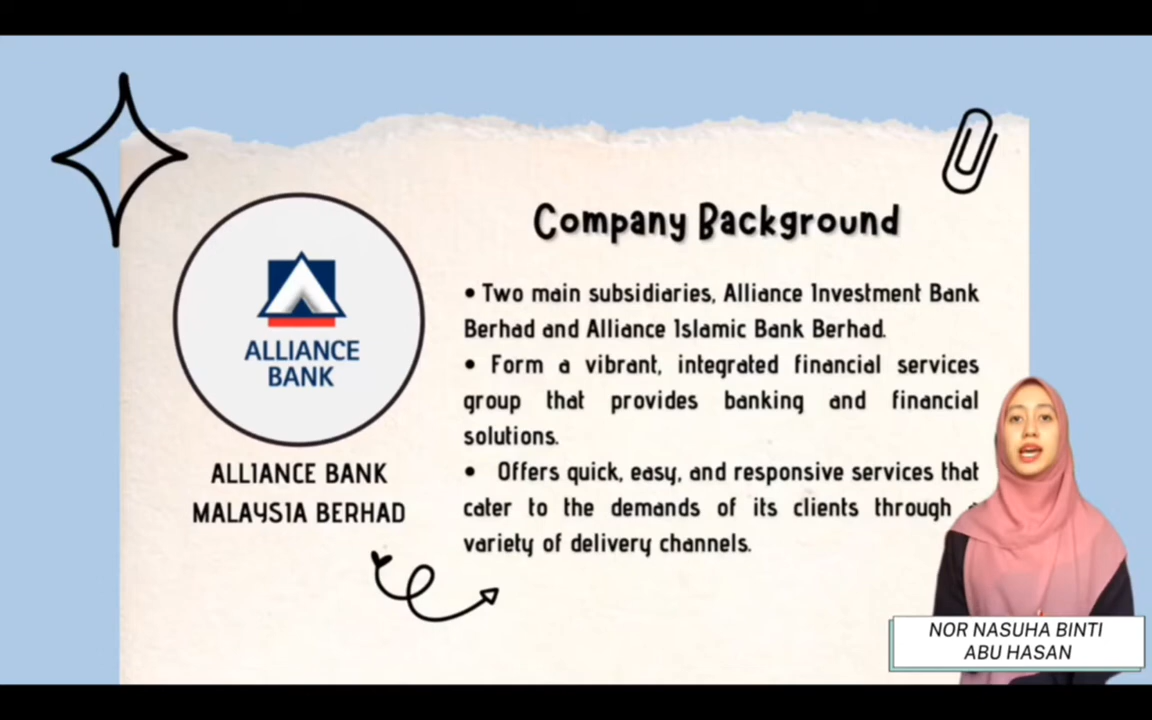 ALLIANCE
BANK
ALLIANCE BANK
MALAYSIA BERHAD
Company Background
• Two main subsidiaries, Alliance Investment Bank
Berhad and Alliance Islamic Bank Berhad.
• Form a vibrant, integrated financial services
group that provides banking and financial
solutions.
• Offers quick, easy, and responsive services that
cater to the demands of its clients through
variety of delivery channels.
NOR NASUHA BINTI
ABU HASAN